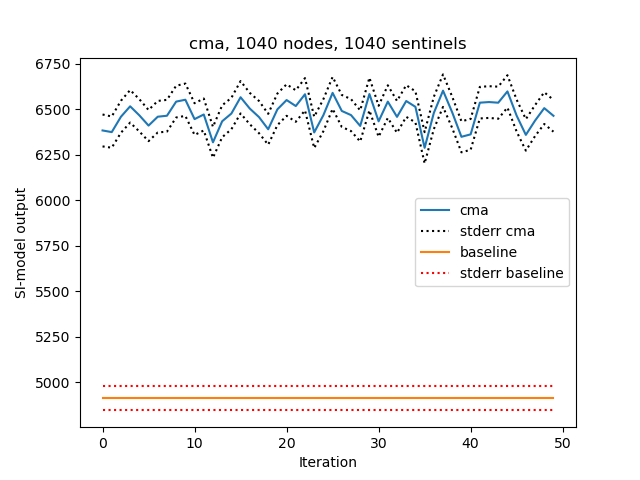 cma, 1040 nodes, 1040 sentinels
6750
6500
6250
6000
5750
5500
5250
5000
SI-model output
cma
stderr cma
baseline
stderr baseline
0 10 20 30 40 50
Iteration